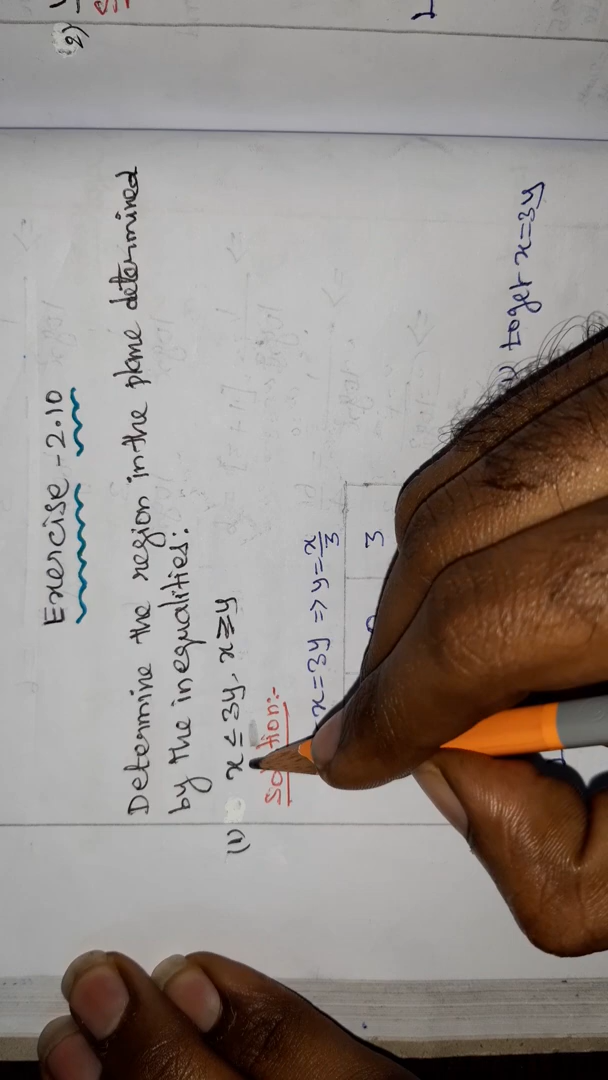 Exercise - 2.10
Determine the region in the plane determined
by the inequalities:
(1) x ≤ 3y, x ≥ y
Solution:-
x = 3y ⇒ y = x/3
3
to get x = 3y
2)